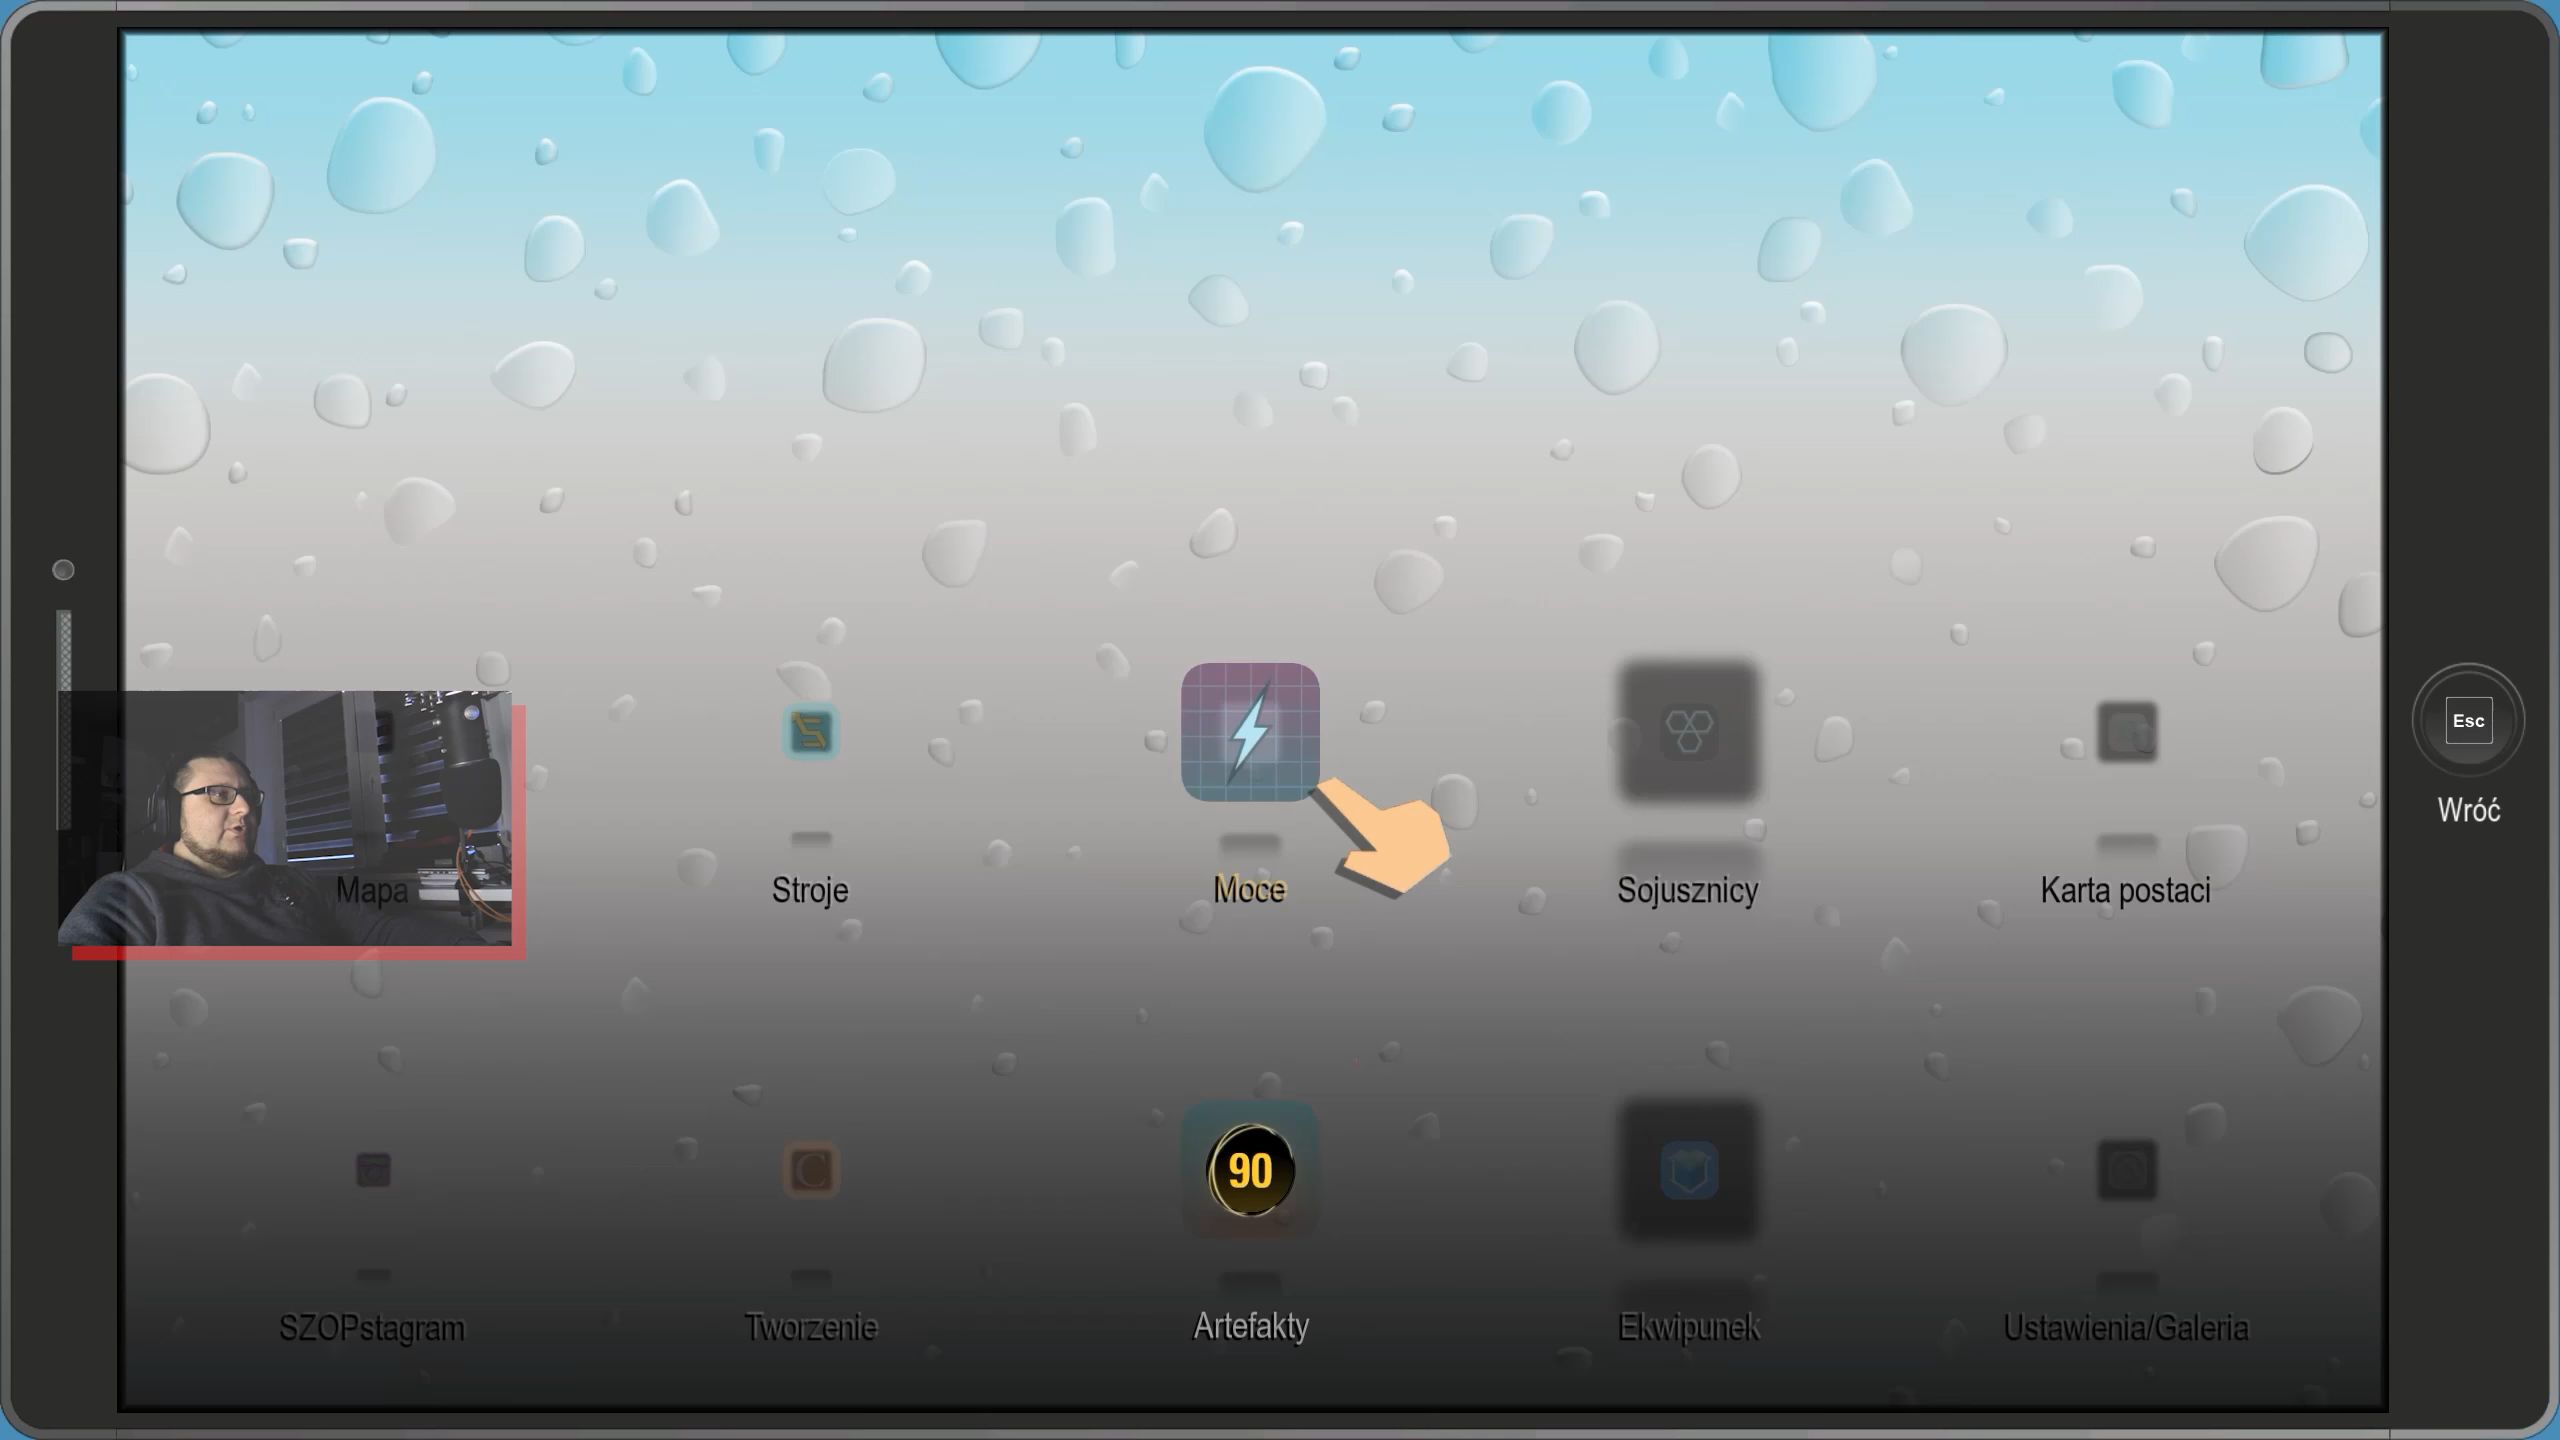 Esc
Wróć
Mapa
Stroje
Moce
Sojusznicy
Karta postaci
C
90
SZOPstagram
Tworzenie
Artefakty
Ekwipunek
Ustawienia/Galeria